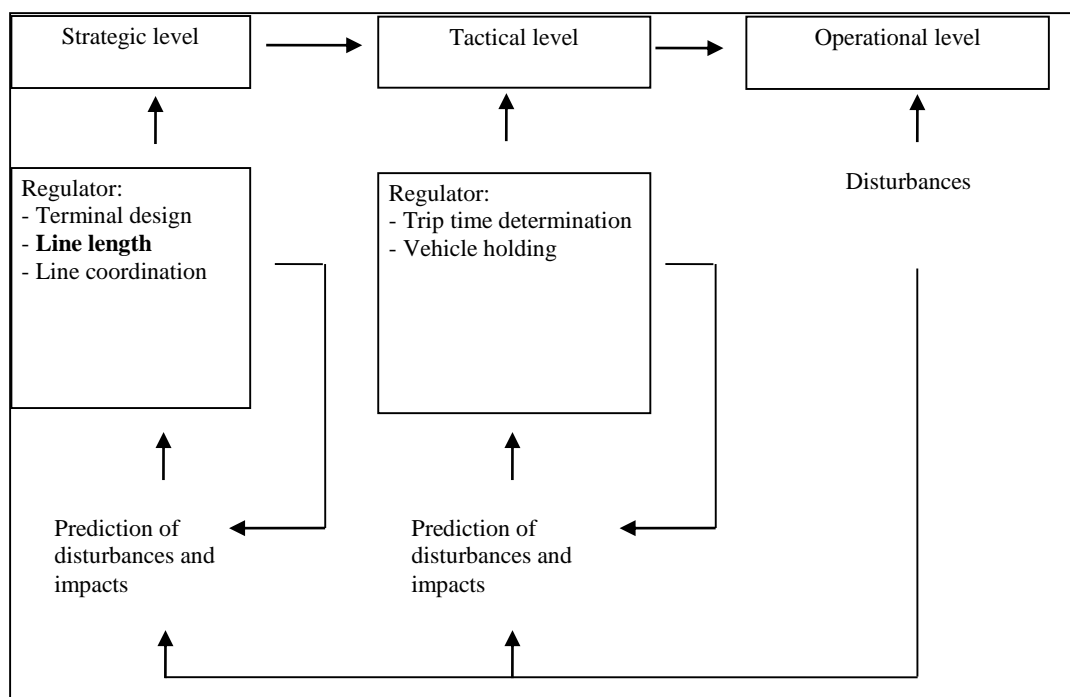 Strategic level
Tactical level
Operational level
Regulator:
- Terminal design
- Line length
- Line coordination
Regulator:
- Trip time determination
- Vehicle holding
Disturbances
Prediction of
disturbances and
impacts
Prediction of
disturbances and
impacts